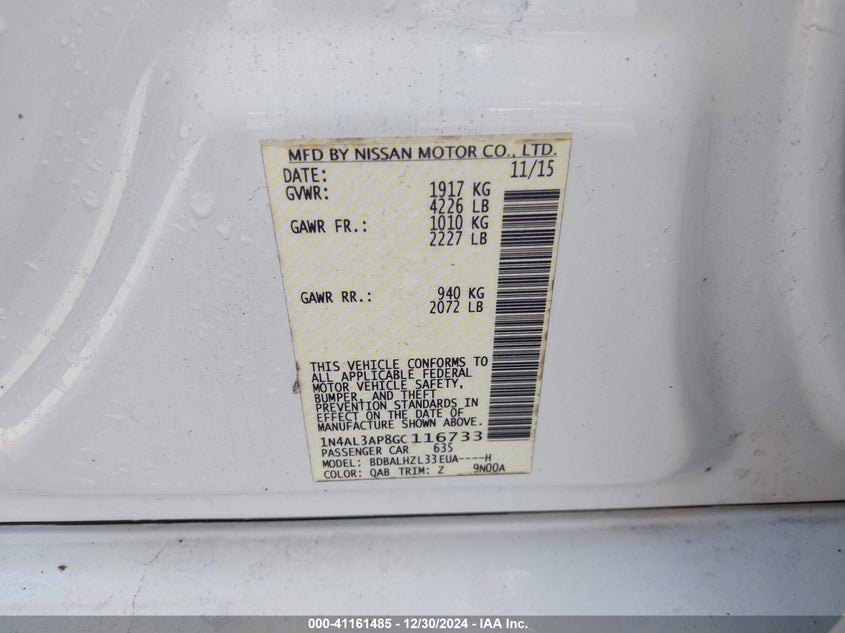 MFD BY NISSAN MOTOR CO., LTD.
DATE: 11/15
GVWR: 1917 KG
4226 LB
GAWR FR.: 1010 KG
2227 LB
GAWR RR.: 940 KG
2072 LB
THIS VEHICLE CONFORMS TO
ALL APPLICABLE FEDERAL
MOTOR VEHICLE SAFETY,
BUMPER, AND THEFT
PREVENTION STANDARDS IN
EFFECT ON THE DATE OF
MANUFACTURE SHOWN ABOVE.
1N4AL3AP8GC116733
PASSENGER CAR 635
MODEL: BDBALHZL33EUA----H
COLOR: QAB TRIM: Z 9N00A
000-41161485 - 12/30/2024 - IAA Inc.